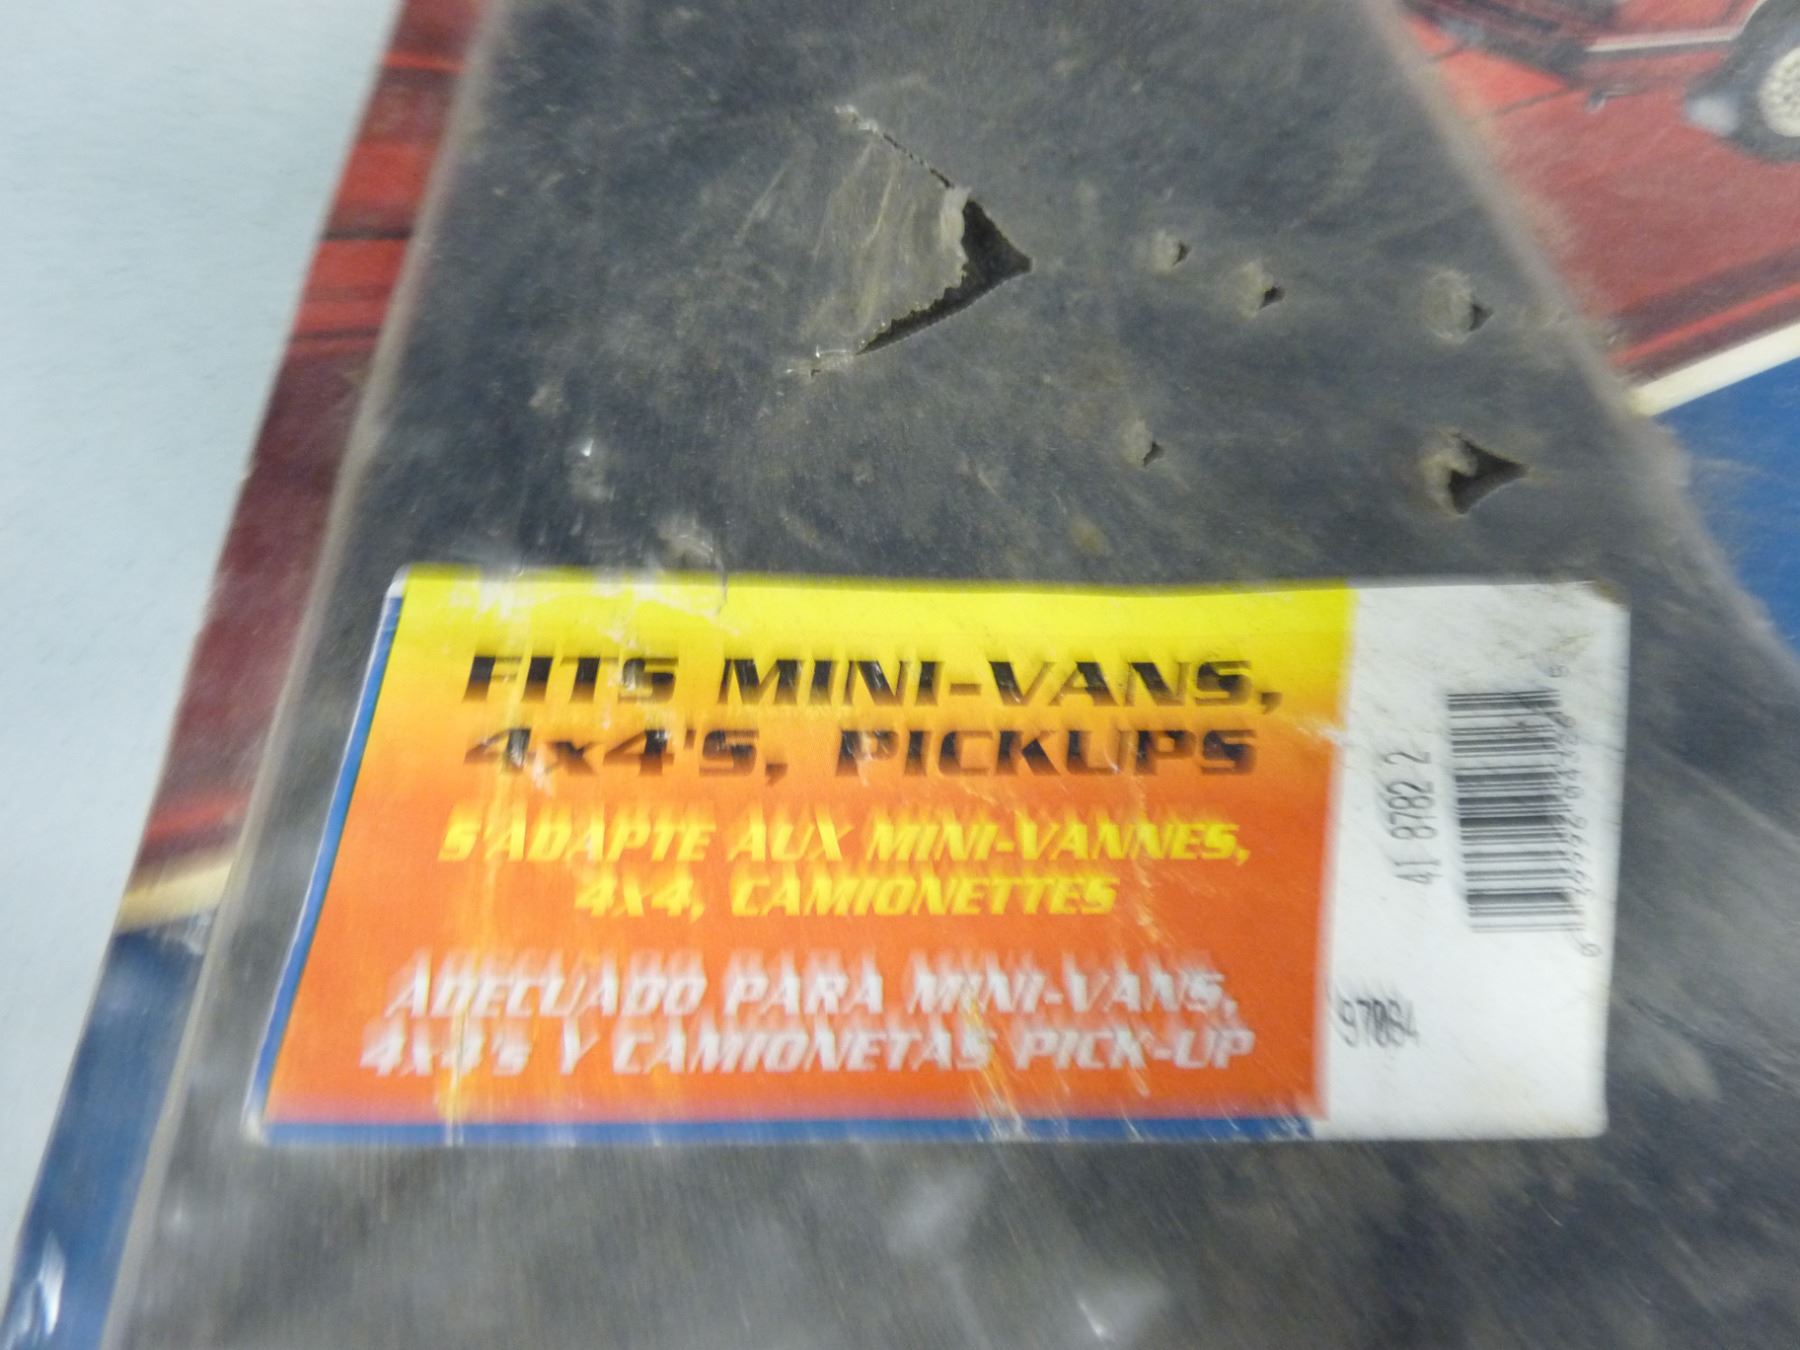 FITS MINI-VANS,
4x4'S, PICKUPS
S'ADAPTE AUX MINI-VANNES,
4x4, CAMIONETTES
ADECUADO PARA MINI-VANS,
4x4's Y CAMIONETAS PICK-UP
41 8782-2
97084